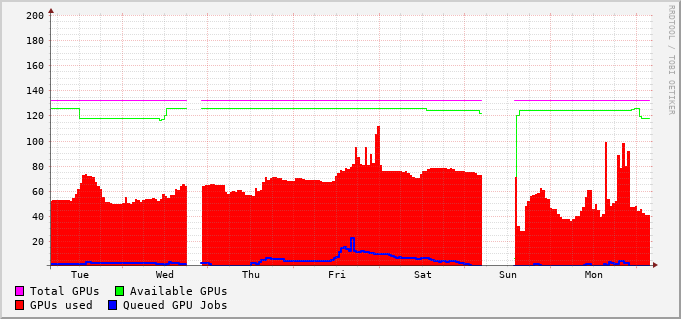 200
180
160
140
120
100
80
60
40
20
Tue Wed Thu Fri Sat Sun Mon
Total GPUs Available GPUs
GPUs used Queued GPU Jobs
RRDTOOL / TOBI OETIKER